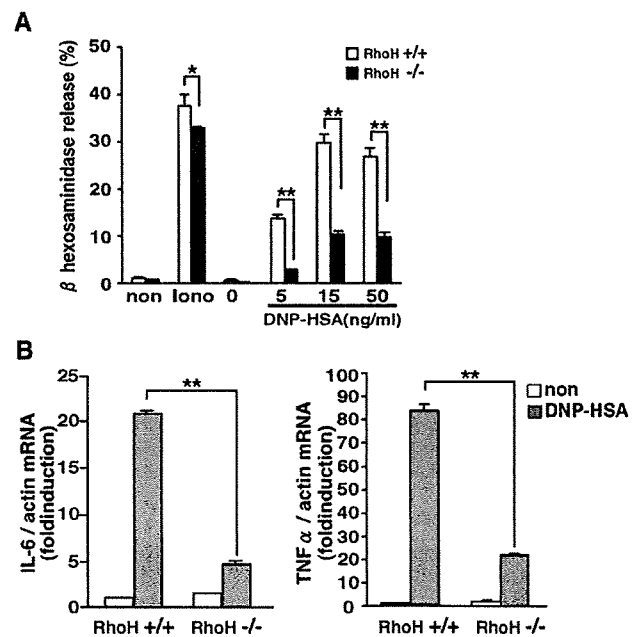 A
β hexosaminidase release (%)
50
40
30
20
10
0
RhoH +/+
RhoH -/-
*
**
**
**
non Iono 0 5 15 50
DNP-HSA(ng/ml)
B
IL-6 / actin mRNA
(foldinduction)
25
20
15
10
5
0
**
RhoH +/+ RhoH -/-
TNFα / actin mRNA
(foldinduction)
100
90
80
70
60
50
40
30
20
10
0
**
RhoH +/+ RhoH -/-
non
DNP-HSA